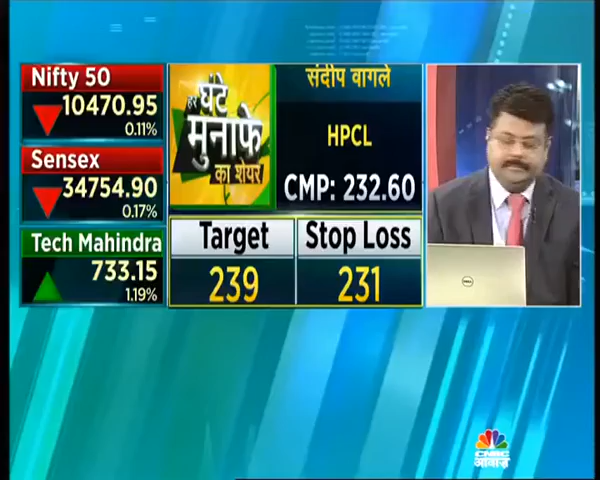 Nifty 50
10470.95
0.11%
Sensex
34754.90
0.17%
Tech Mahindra
733.15
1.19%
हर घंटे
मुनाफे
का शेयर
संदीप वागले
HPCL
CMP: 232.60
Target
Stop Loss
239
231
DELL
CNBC
आवाज़